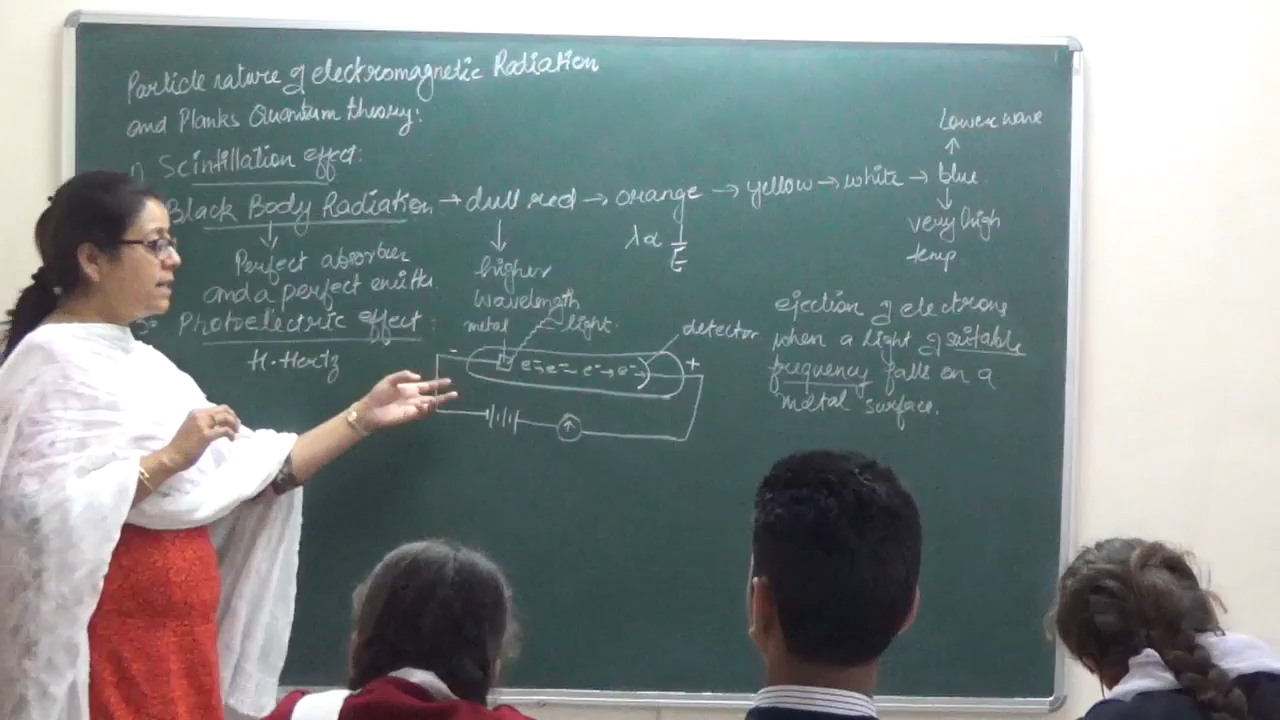 Particle nature of electromagnetic Radiation
and Planks Quantum theory:
1) Scintillation effect:
Black Body Radiation → dull red → orange → yellow → white → blue
Lower wave
very high
temp
λ ∝ 1/E
higher
wavelength
Perfect absorber
and a perfect emitter.
Photoelectric effect:
H. Hertz
metal
light
detector
-
e⁻→e⁻→ e⁻→e⁻→
+
ejection of electrons
when a light of suitable
frequency falls on a
metal surface.